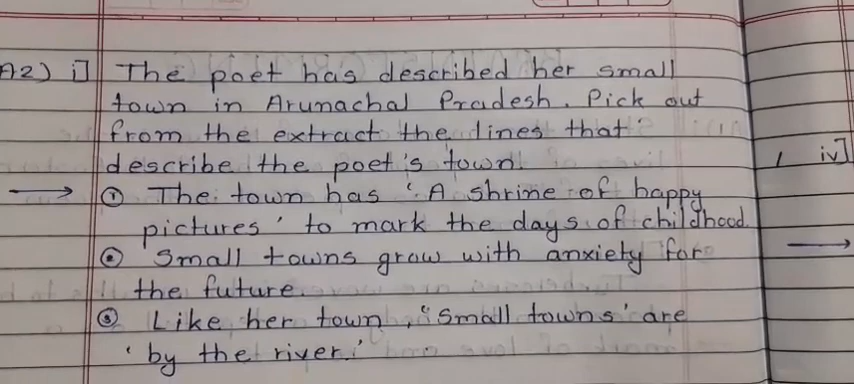 A2) i] The poet has described her small
town in Arunachal Pradesh. Pick out
from the extract the lines that
describe the poet's town.
→ ① The town has 'A shrine of happy
pictures' to mark the days of childhood.
② Small towns grow with anxiety for
the future.
③ Like her town, 'small towns' are
'by the river.'
iv]
→